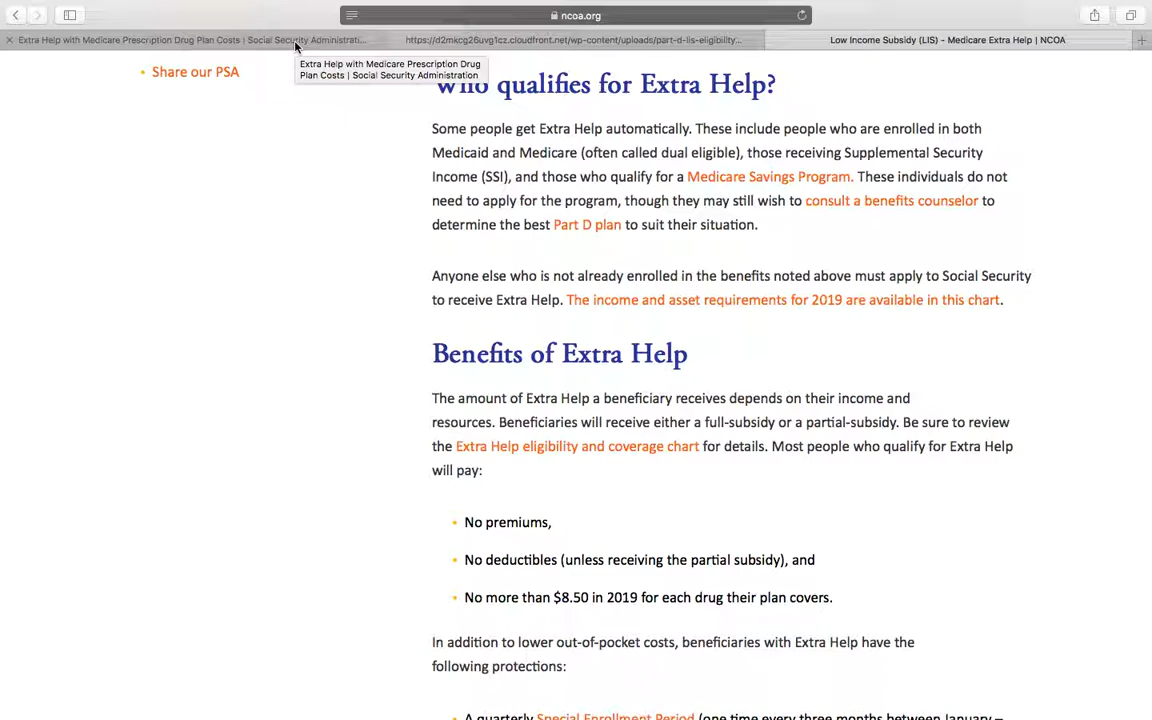 ncoa.org
Extra Help with Medicare Prescription Drug Plan Costs | Social Security Administrati...
https://d2mkcg26uvg1cz.cloudfront.net/wp-content/uploads/part-d-lis-eligibility...
Low Income Subsidy (LIS) - Medicare Extra Help | NCOA
Extra Help with Medicare Prescription Drug
Plan Costs | Social Security Administration
• Share our PSA
Who qualifies for Extra Help?
Some people get Extra Help automatically. These include people who are enrolled in both
Medicaid and Medicare (often called dual eligible), those receiving Supplemental Security
Income (SSI), and those who qualify for a Medicare Savings Program. These individuals do not
need to apply for the program, though they may still wish to consult a benefits counselor to
determine the best Part D plan to suit their situation.
Anyone else who is not already enrolled in the benefits noted above must apply to Social Security
to receive Extra Help. The income and asset requirements for 2019 are available in this chart.
Benefits of Extra Help
The amount of Extra Help a beneficiary receives depends on their income and
resources. Beneficiaries will receive either a full-subsidy or a partial-subsidy. Be sure to review
the Extra Help eligibility and coverage chart for details. Most people who qualify for Extra Help
will pay:
• No premiums,
• No deductibles (unless receiving the partial subsidy), and
• No more than $8.50 in 2019 for each drug their plan covers.
In addition to lower out-of-pocket costs, beneficiaries with Extra Help have the
following protections:
• A quarterly Special Enrollment Period (one time every three months between January –